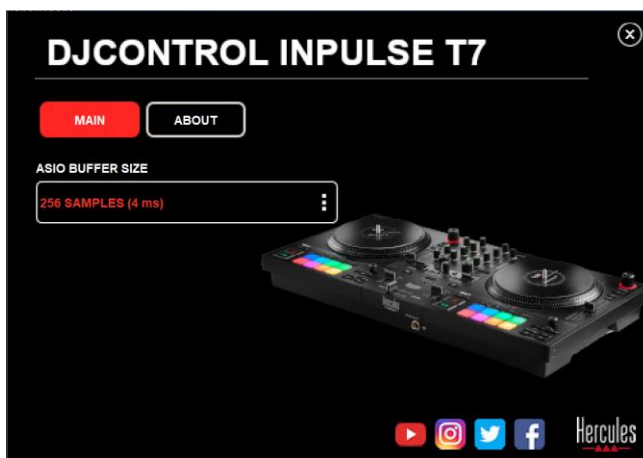 DJCONTROL INPULSE T7
MAIN
ABOUT
ASIO BUFFER SIZE
256 SAMPLES (4 ms)
Hercules